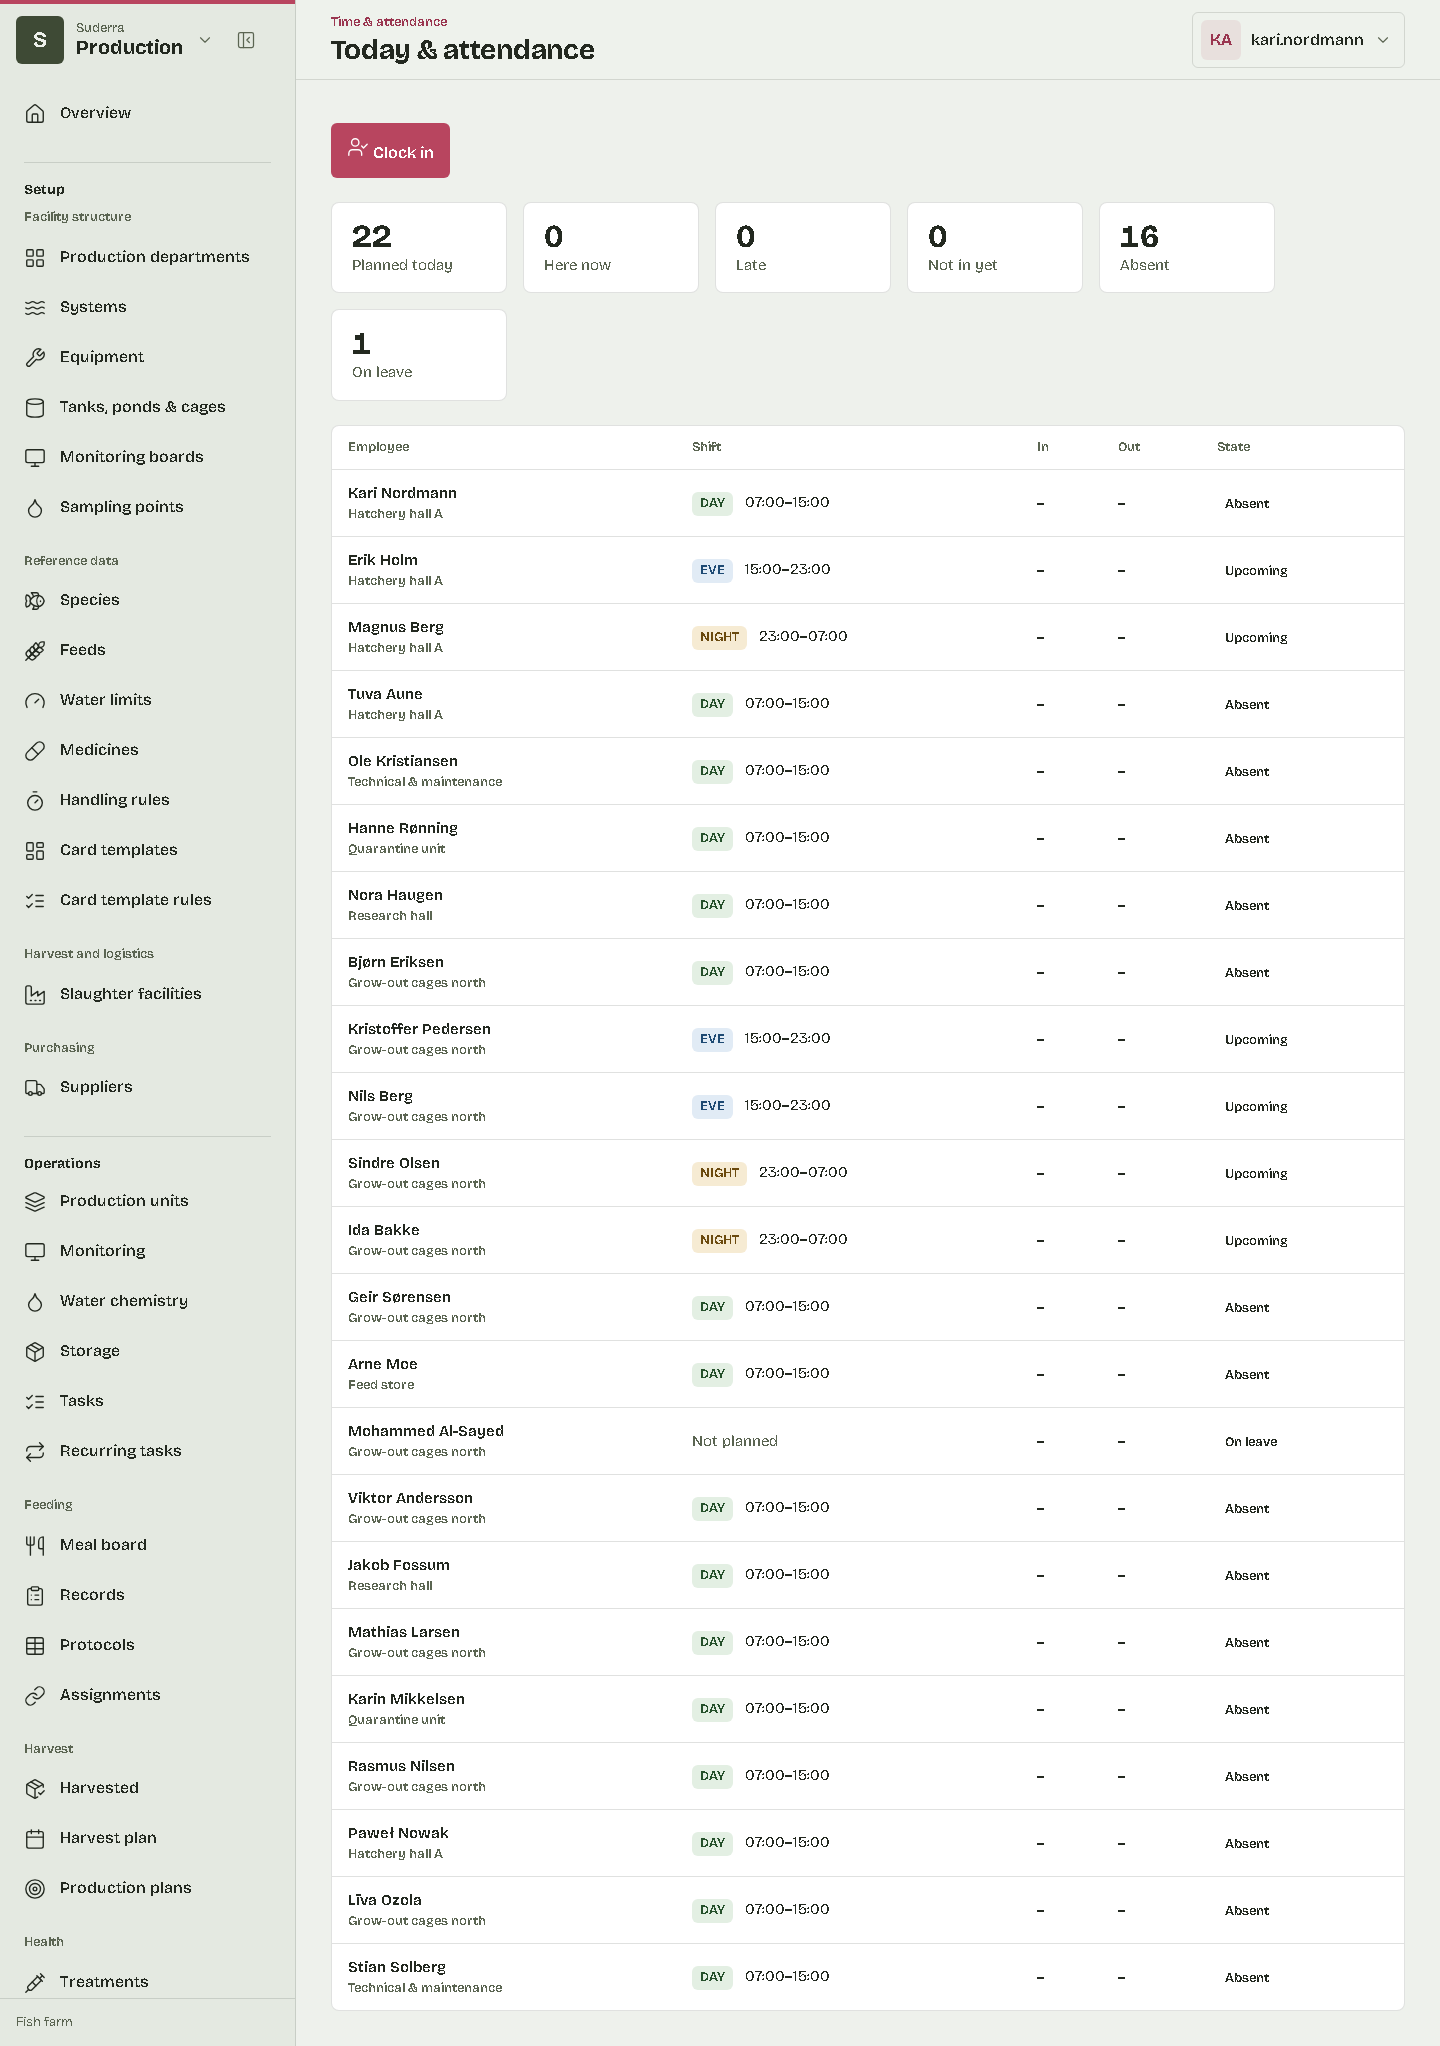 S
Suderra
Production
Overview
Setup
Facility structure
Production departments
Systems
Equipment
Tanks, ponds & cages
Monitoring boards
Sampling points
Reference data
Species
Feeds
Water limits
Medicines
Handling rules
Card templates
Card template rules
Harvest and logistics
Slaughter facilities
Purchasing
Suppliers
Operations
Production units
Monitoring
Water chemistry
Storage
Tasks
Recurring tasks
Feeding
Meal board
Records
Protocols
Assignments
Harvest
Harvested
Harvest plan
Production plans
Health
Treatments
Fish farm
Time & attendance
Today & attendance
KA kari.nordmann
Clock in
22
Planned today
0
Here now
0
Late
0
Not in yet
16
Absent
1
On leave
Employee Shift In Out State
Kari Nordmann
Hatchery hall A
DAY 07:00–15:00 – – Absent
Erik Holm
Hatchery hall A
EVE 15:00–23:00 – – Upcoming
Magnus Berg
Hatchery hall A
NIGHT 23:00–07:00 – – Upcoming
Tuva Aune
Hatchery hall A
DAY 07:00–15:00 – – Absent
Ole Kristiansen
Technical & maintenance
DAY 07:00–15:00 – – Absent
Hanne Rønning
Quarantine unit
DAY 07:00–15:00 – – Absent
Nora Haugen
Research hall
DAY 07:00–15:00 – – Absent
Bjørn Eriksen
Grow-out cages north
DAY 07:00–15:00 – – Absent
Kristoffer Pedersen
Grow-out cages north
EVE 15:00–23:00 – – Upcoming
Nils Berg
Grow-out cages north
EVE 15:00–23:00 – – Upcoming
Sindre Olsen
Grow-out cages north
NIGHT 23:00–07:00 – – Upcoming
Ida Bakke
Grow-out cages north
NIGHT 23:00–07:00 – – Upcoming
Geir Sørensen
Grow-out cages north
DAY 07:00–15:00 – – Absent
Arne Moe
Feed store
DAY 07:00–15:00 – – Absent
Mohammed Al-Sayed
Grow-out cages north
Not planned – – On leave
Viktor Andersson
Grow-out cages north
DAY 07:00–15:00 – – Absent
Jakob Fossum
Research hall
DAY 07:00–15:00 – – Absent
Mathias Larsen
Grow-out cages north
DAY 07:00–15:00 – – Absent
Karin Mikkelsen
Quarantine unit
DAY 07:00–15:00 – – Absent
Rasmus Nilsen
Grow-out cages north
DAY 07:00–15:00 – – Absent
Paweł Nowak
Hatchery hall A
DAY 07:00–15:00 – – Absent
Līva Ozola
Grow-out cages north
DAY 07:00–15:00 – – Absent
Stian Solberg
Technical & maintenance
DAY 07:00–15:00 – – Absent